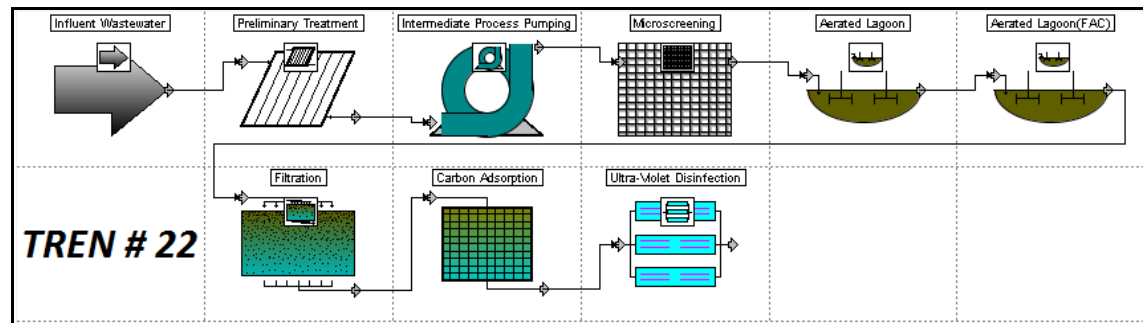 Influent Wastewater
Preliminary Treatment
Intermediate Process Pumping
Microscreening
Aerated Lagoon
Aerated Lagoon(FAC)
Filtration
Carbon Adsorption
Ultra-Violet Disinfection
TREN # 22